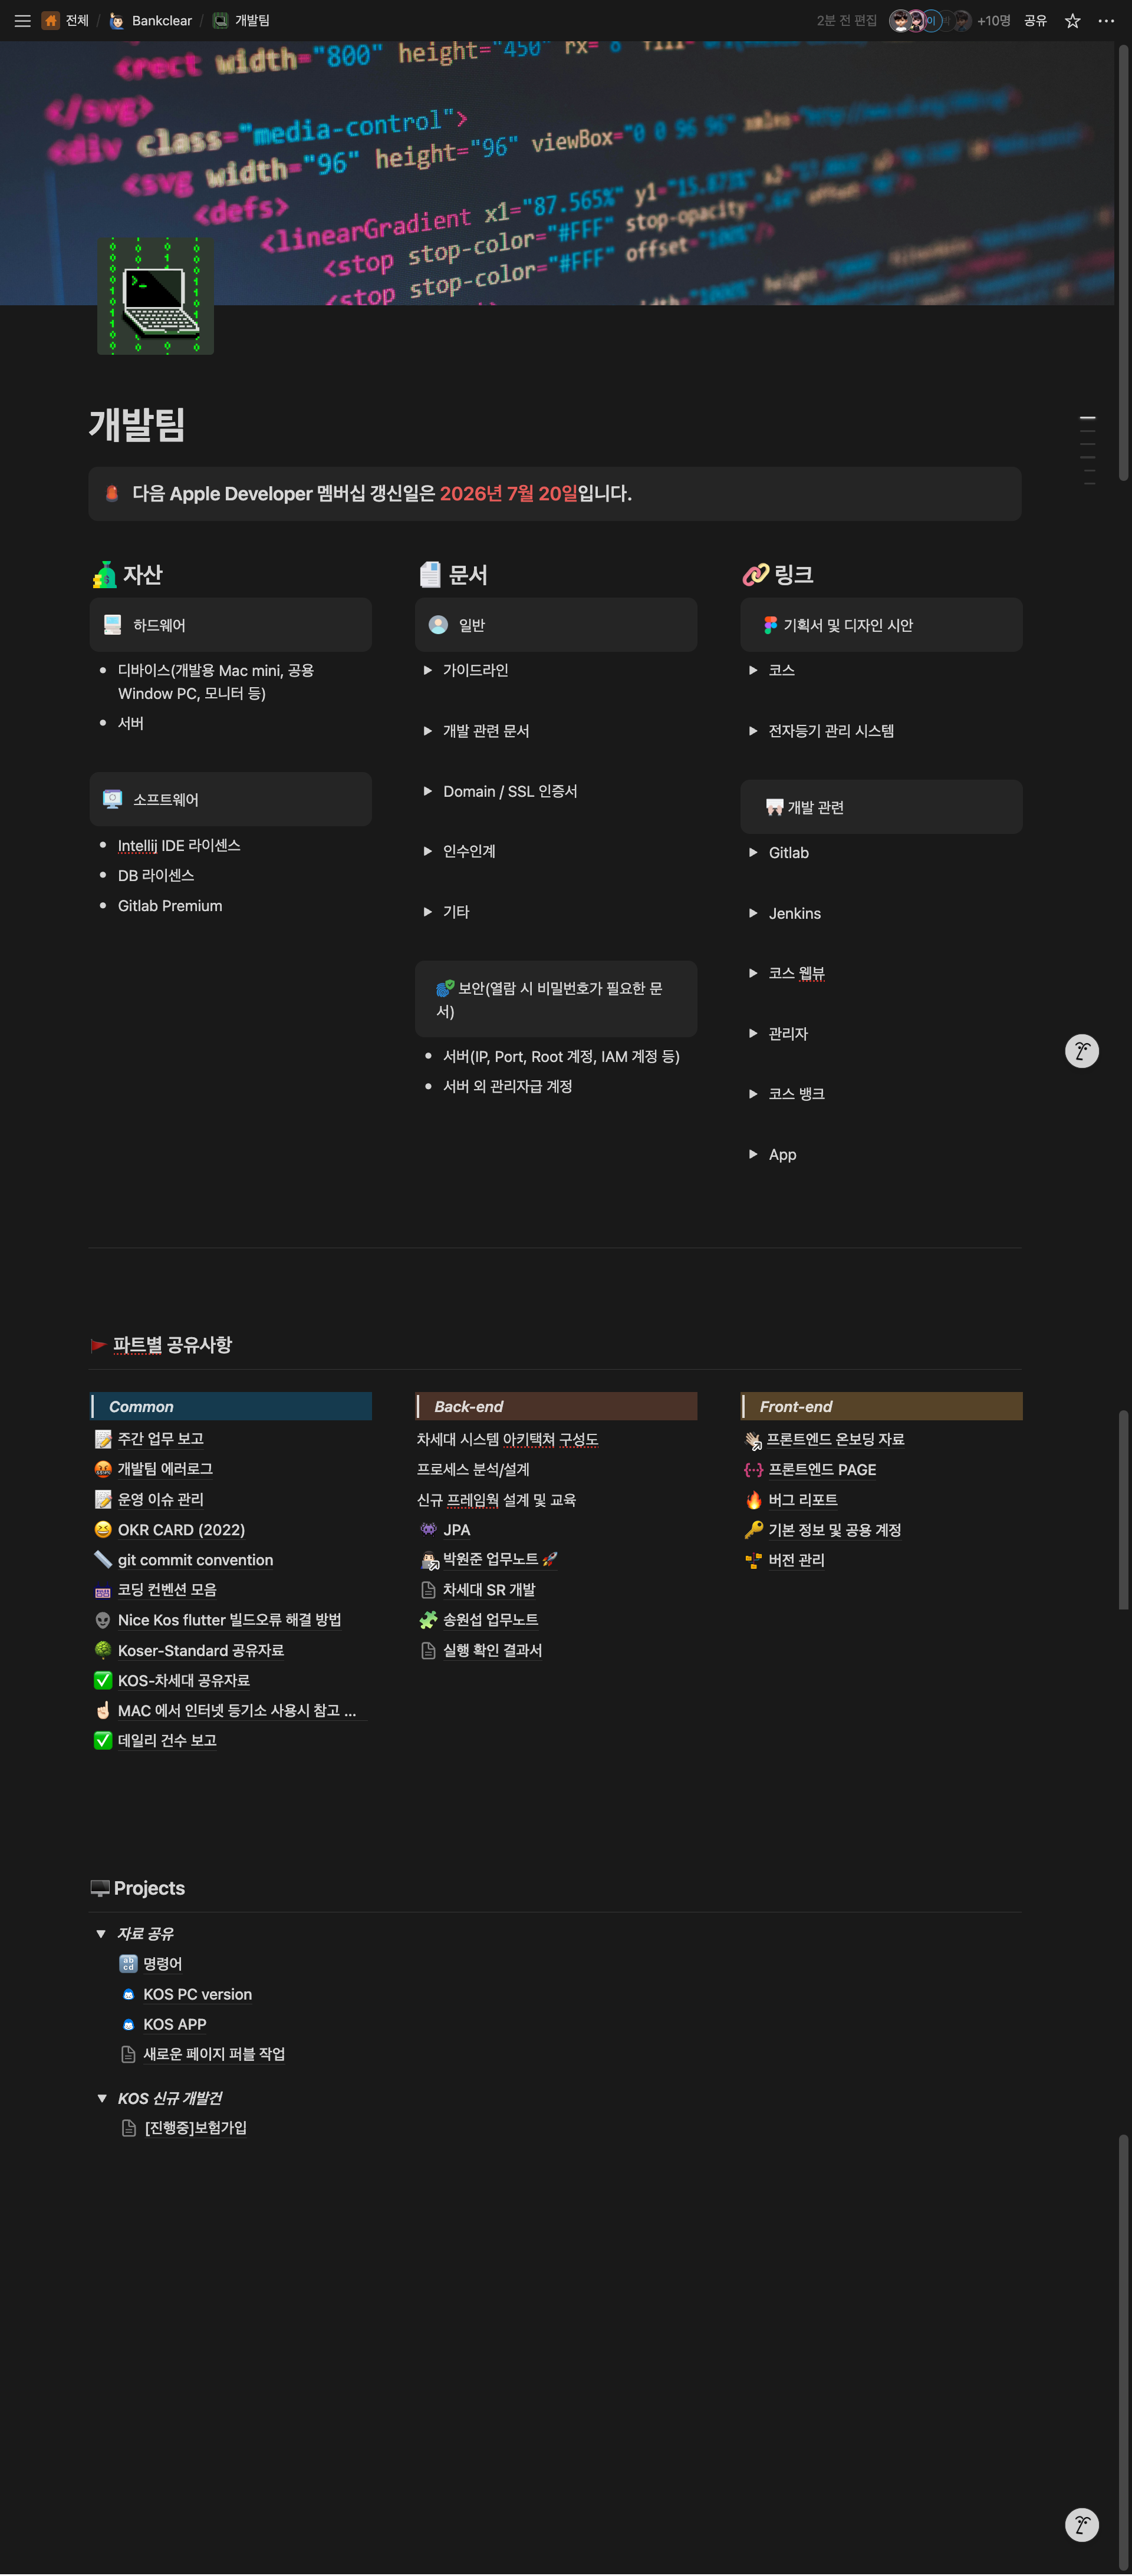 전체 / Bankclear / 개발팀
2분 전 편집
이
+10명 공유
<rect width="800" height="450" rx="
</svg>
<div class="media-control">
<svg width="96" height="96" viewBox="0 0 96 96"
<defs>
<linearGradient x1="87.565%" y1="15.873%"
<stop stop-color="#FFF" stop-opacity=
<stop stop-color="#FFF" offset="100%"/>
개발팀
다음 Apple Developer 멤버십 갱신일은 2026년 7월 20일입니다.
자산
하드웨어
디바이스(개발용 Mac mini, 공용
Window PC, 모니터 등)
서버
소프트웨어
Intellij IDE 라이센스
DB 라이센스
Gitlab Premium
문서
일반
가이드라인
개발 관련 문서
Domain / SSL 인증서
인수인계
기타
보안(열람 시 비밀번호가 필요한 문
서)
서버(IP, Port, Root 계정, IAM 계정 등)
서버 외 관리자급 계정
링크
기획서 및 디자인 시안
코스
전자등기 관리 시스템
개발 관련
Gitlab
Jenkins
코스 웹뷰
관리자
코스 뱅크
App
파트별 공유사항
Common
주간 업무 보고
개발팀 에러로그
운영 이슈 관리
OKR CARD (2022)
git commit convention
코딩 컨벤션 모음
Nice Kos flutter 빌드오류 해결 방법
Koser-Standard 공유자료
KOS-차세대 공유자료
MAC 에서 인터넷 등기소 사용시 참고 ...
데일리 건수 보고
Back-end
차세대 시스템 아키택쳐 구성도
프로세스 분석/설계
신규 프레임웍 설계 및 교육
JPA
박원준 업무노트 🚀
차세대 SR 개발
송원섭 업무노트
실행 확인 결과서
Front-end
프론트엔드 온보딩 자료
프론트엔드 PAGE
버그 리포트
기본 정보 및 공용 계정
버전 관리
Projects
자료 공유
명령어
KOS PC version
KOS APP
새로운 페이지 퍼블 작업
KOS 신규 개발건
[진행중]보험가입